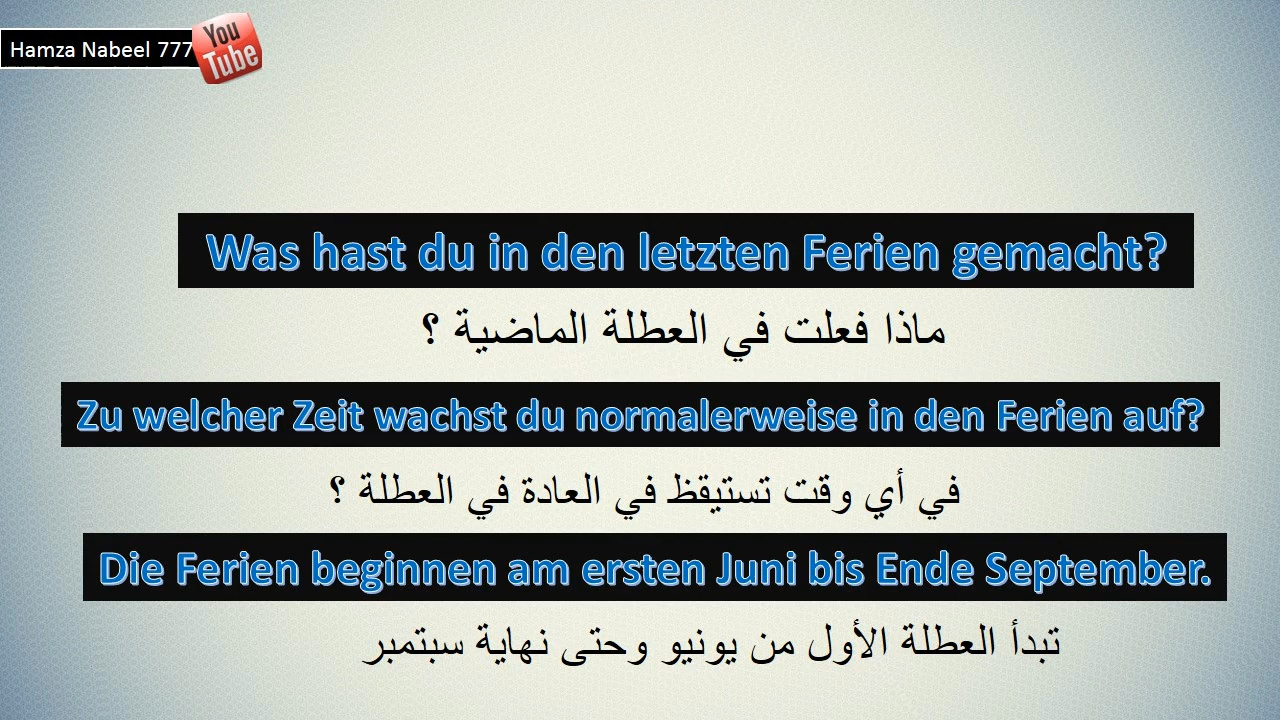 Hamza Nabeel 777
You
Tube
Was hast du in den letzten Ferien gemacht?
ماذا فعلت في العطلة الماضية ؟
Zu welcher Zeit wachst du normalerweise in den Ferien auf?
في أي وقت تستيقظ في العادة في العطلة ؟
Die Ferien beginnen am ersten Juni bis Ende September.
تبدأ العطلة الأول من يونيو وحتى نهاية سبتمبر